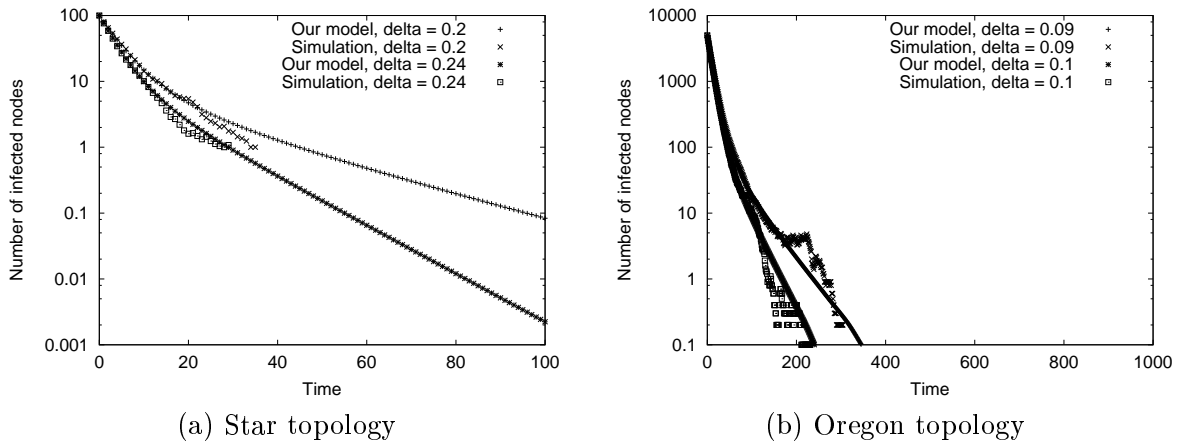 100
10
1
0.1
0.01
0.001
0
20
40
60
80
100
Number of infected nodes
Time
Our model, delta = 0.2
Simulation, delta = 0.2
Our model, delta = 0.24
Simulation, delta = 0.24
(a) Star topology
10000
1000
100
10
1
0.1
0
200
400
600
800
1000
Number of infected nodes
Time
Our model, delta = 0.09
Simulation, delta = 0.09
Our model, delta = 0.1
Simulation, delta = 0.1
(b) Oregon topology